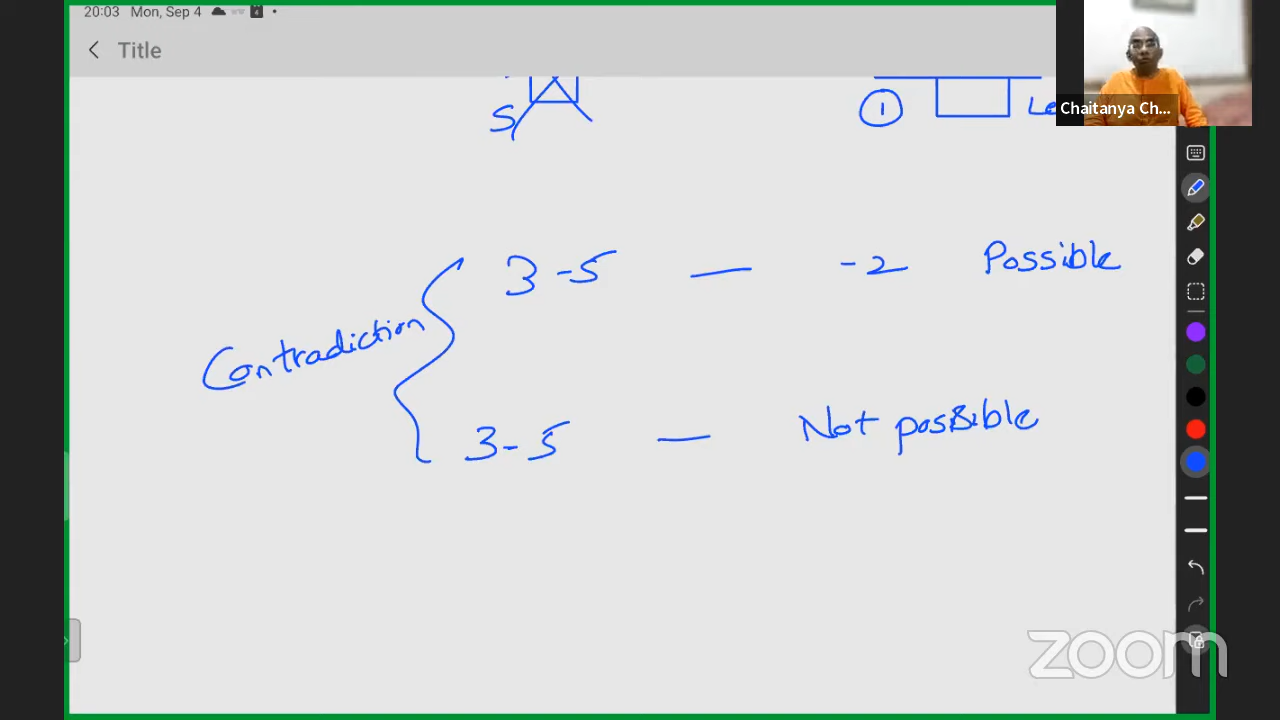 20:03 Mon, Sep 4
Title
Chaitanya Ch...
S
1
3 - 5 — - 2 Possible
Contradiction
3 - 5 — Not possible
zoom